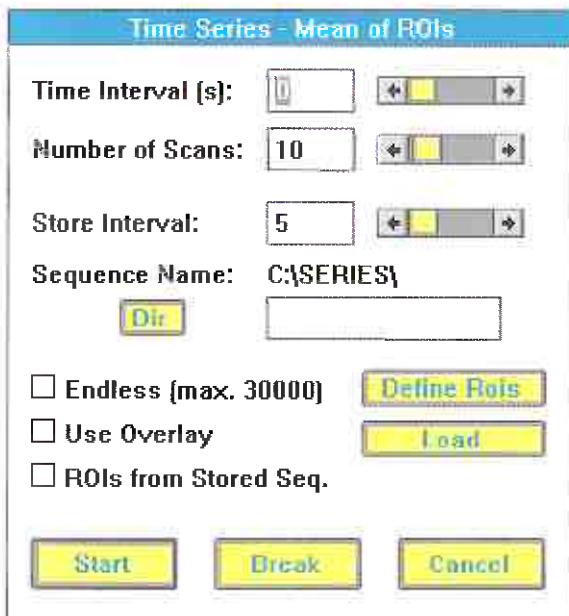 Time Series - Mean of ROIs
Time Interval (s):
Number of Scans: 10
Store Interval: 5
Sequence Name: C:\SERIES\
Dir
Endless (max. 30000) Define Rois
Use Overlay Load
ROIs from Stored Seq.
Start Break Cancel